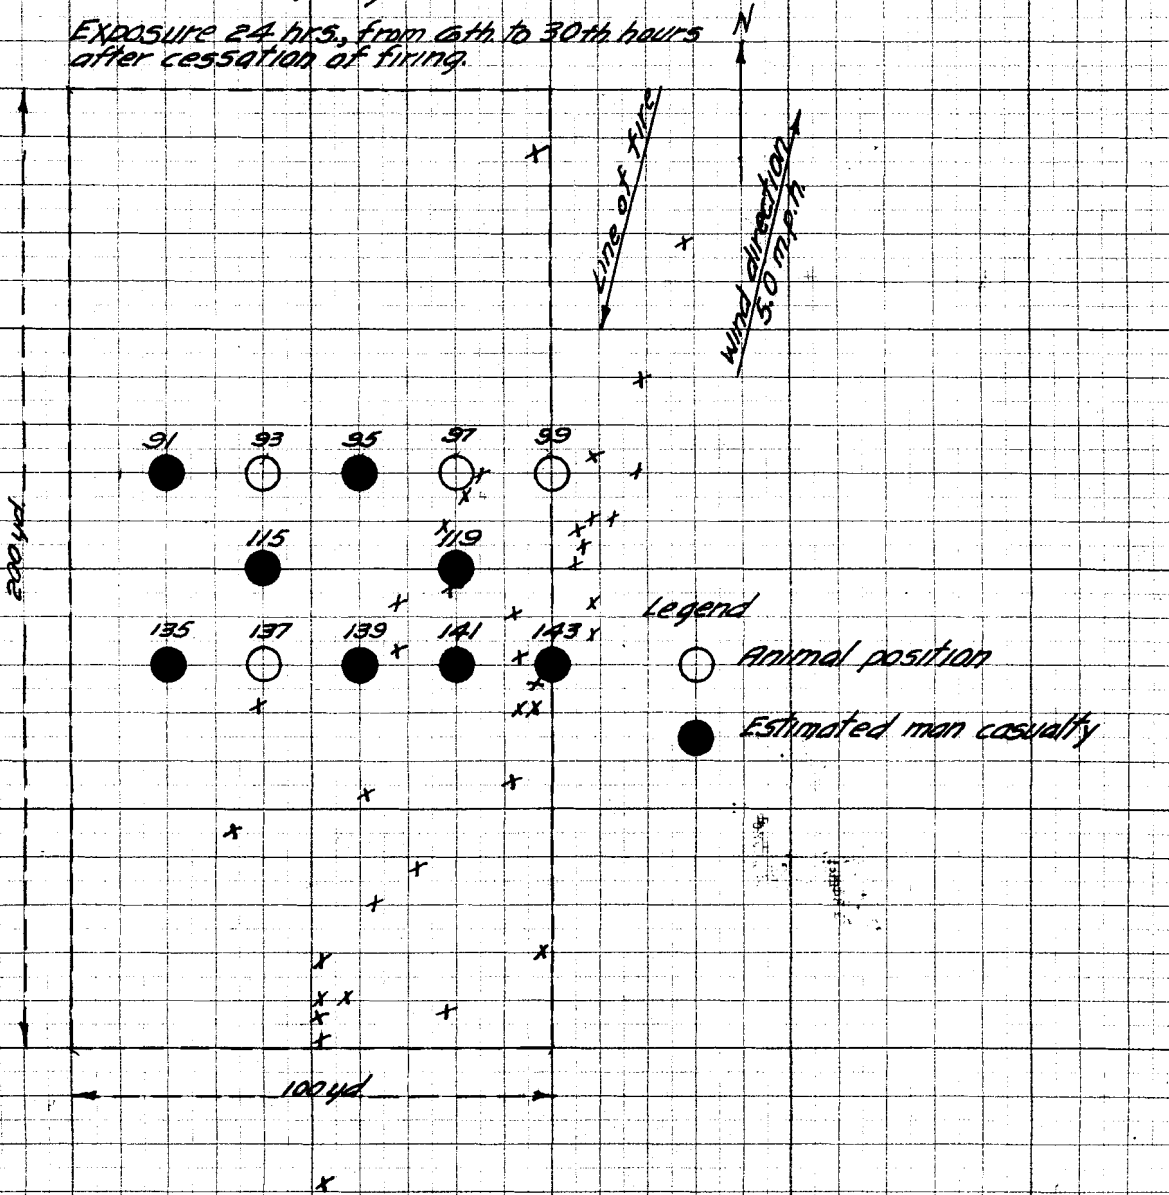 Exposure 24 hrs., from 6th to 30th hours
after cessation of firing.
N
Line of fire
Wind direction
5.0 m.p.h.
91 93 95 97 99
200 yd.
115 119
135 137 139 141 143
Legend
Animal position
Estimated man casualty
100 yd